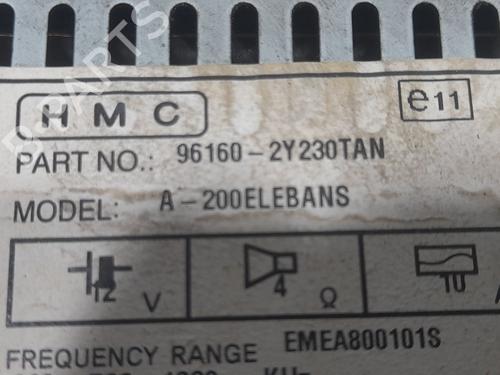 HMC
e11
PART NO.: 96160-2Y230TAN
MODEL: A-200ELEBANS
12 V
4 Ω
10 A
FREQUENCY RANGE EMEA800101S